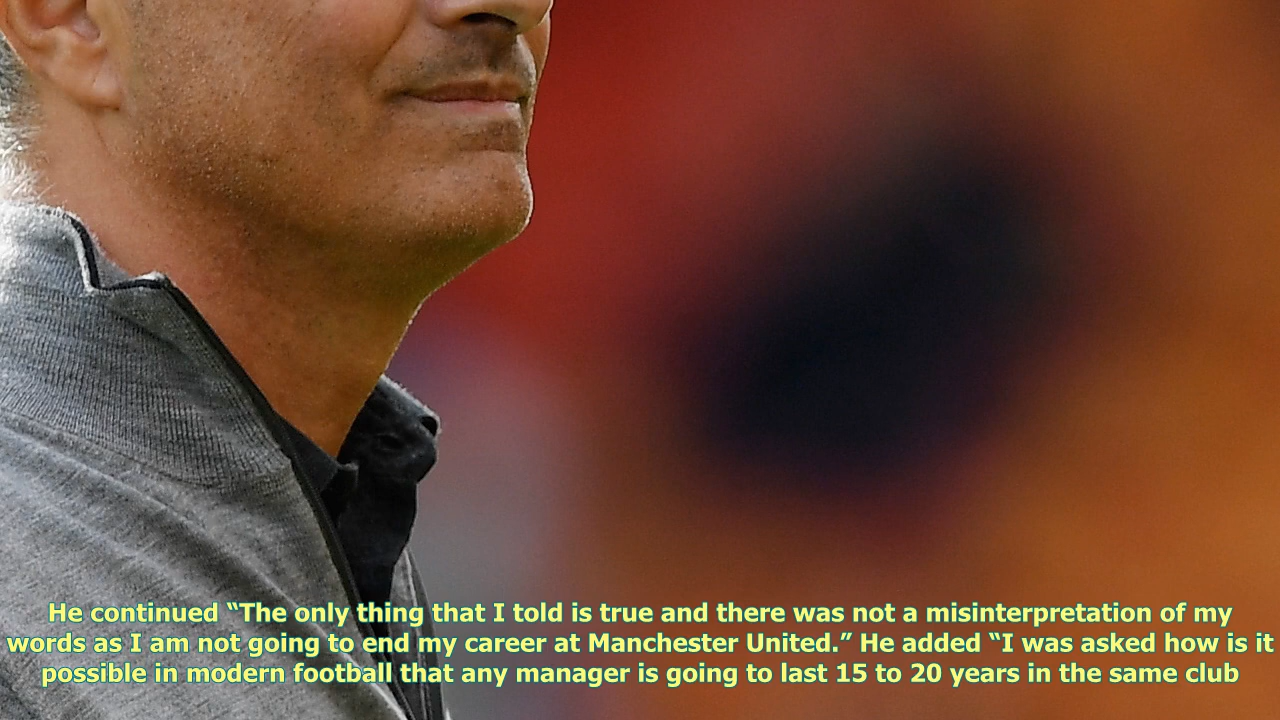 He continued “The only thing that I told is true and there was not a misinterpretation of my
words as I am not going to end my career at Manchester United.” He added “I was asked how is it
possible in modern football that any manager is going to last 15 to 20 years in the same club